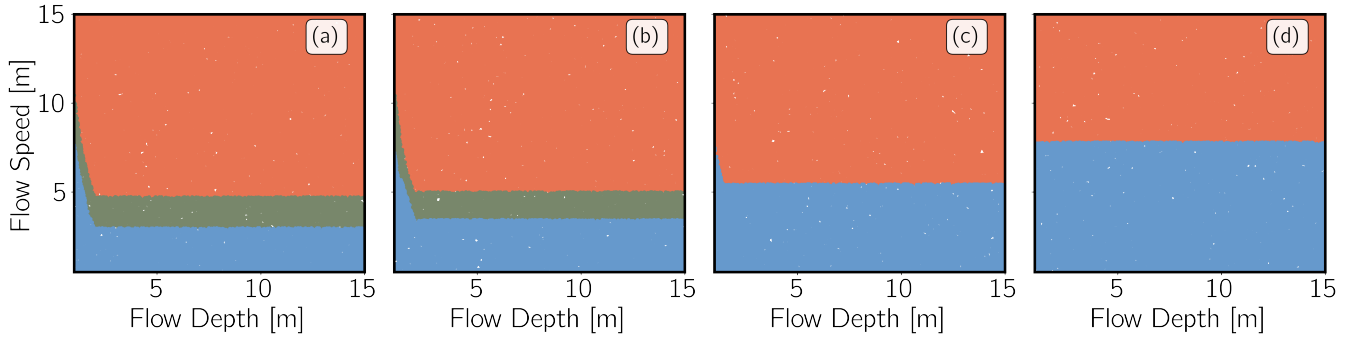 (a) (b) (c) (d)
15
10
5
Flow Speed [m]
5 10 15 5 10 15 5 10 15 5 10 15
Flow Depth [m] Flow Depth [m] Flow Depth [m] Flow Depth [m]